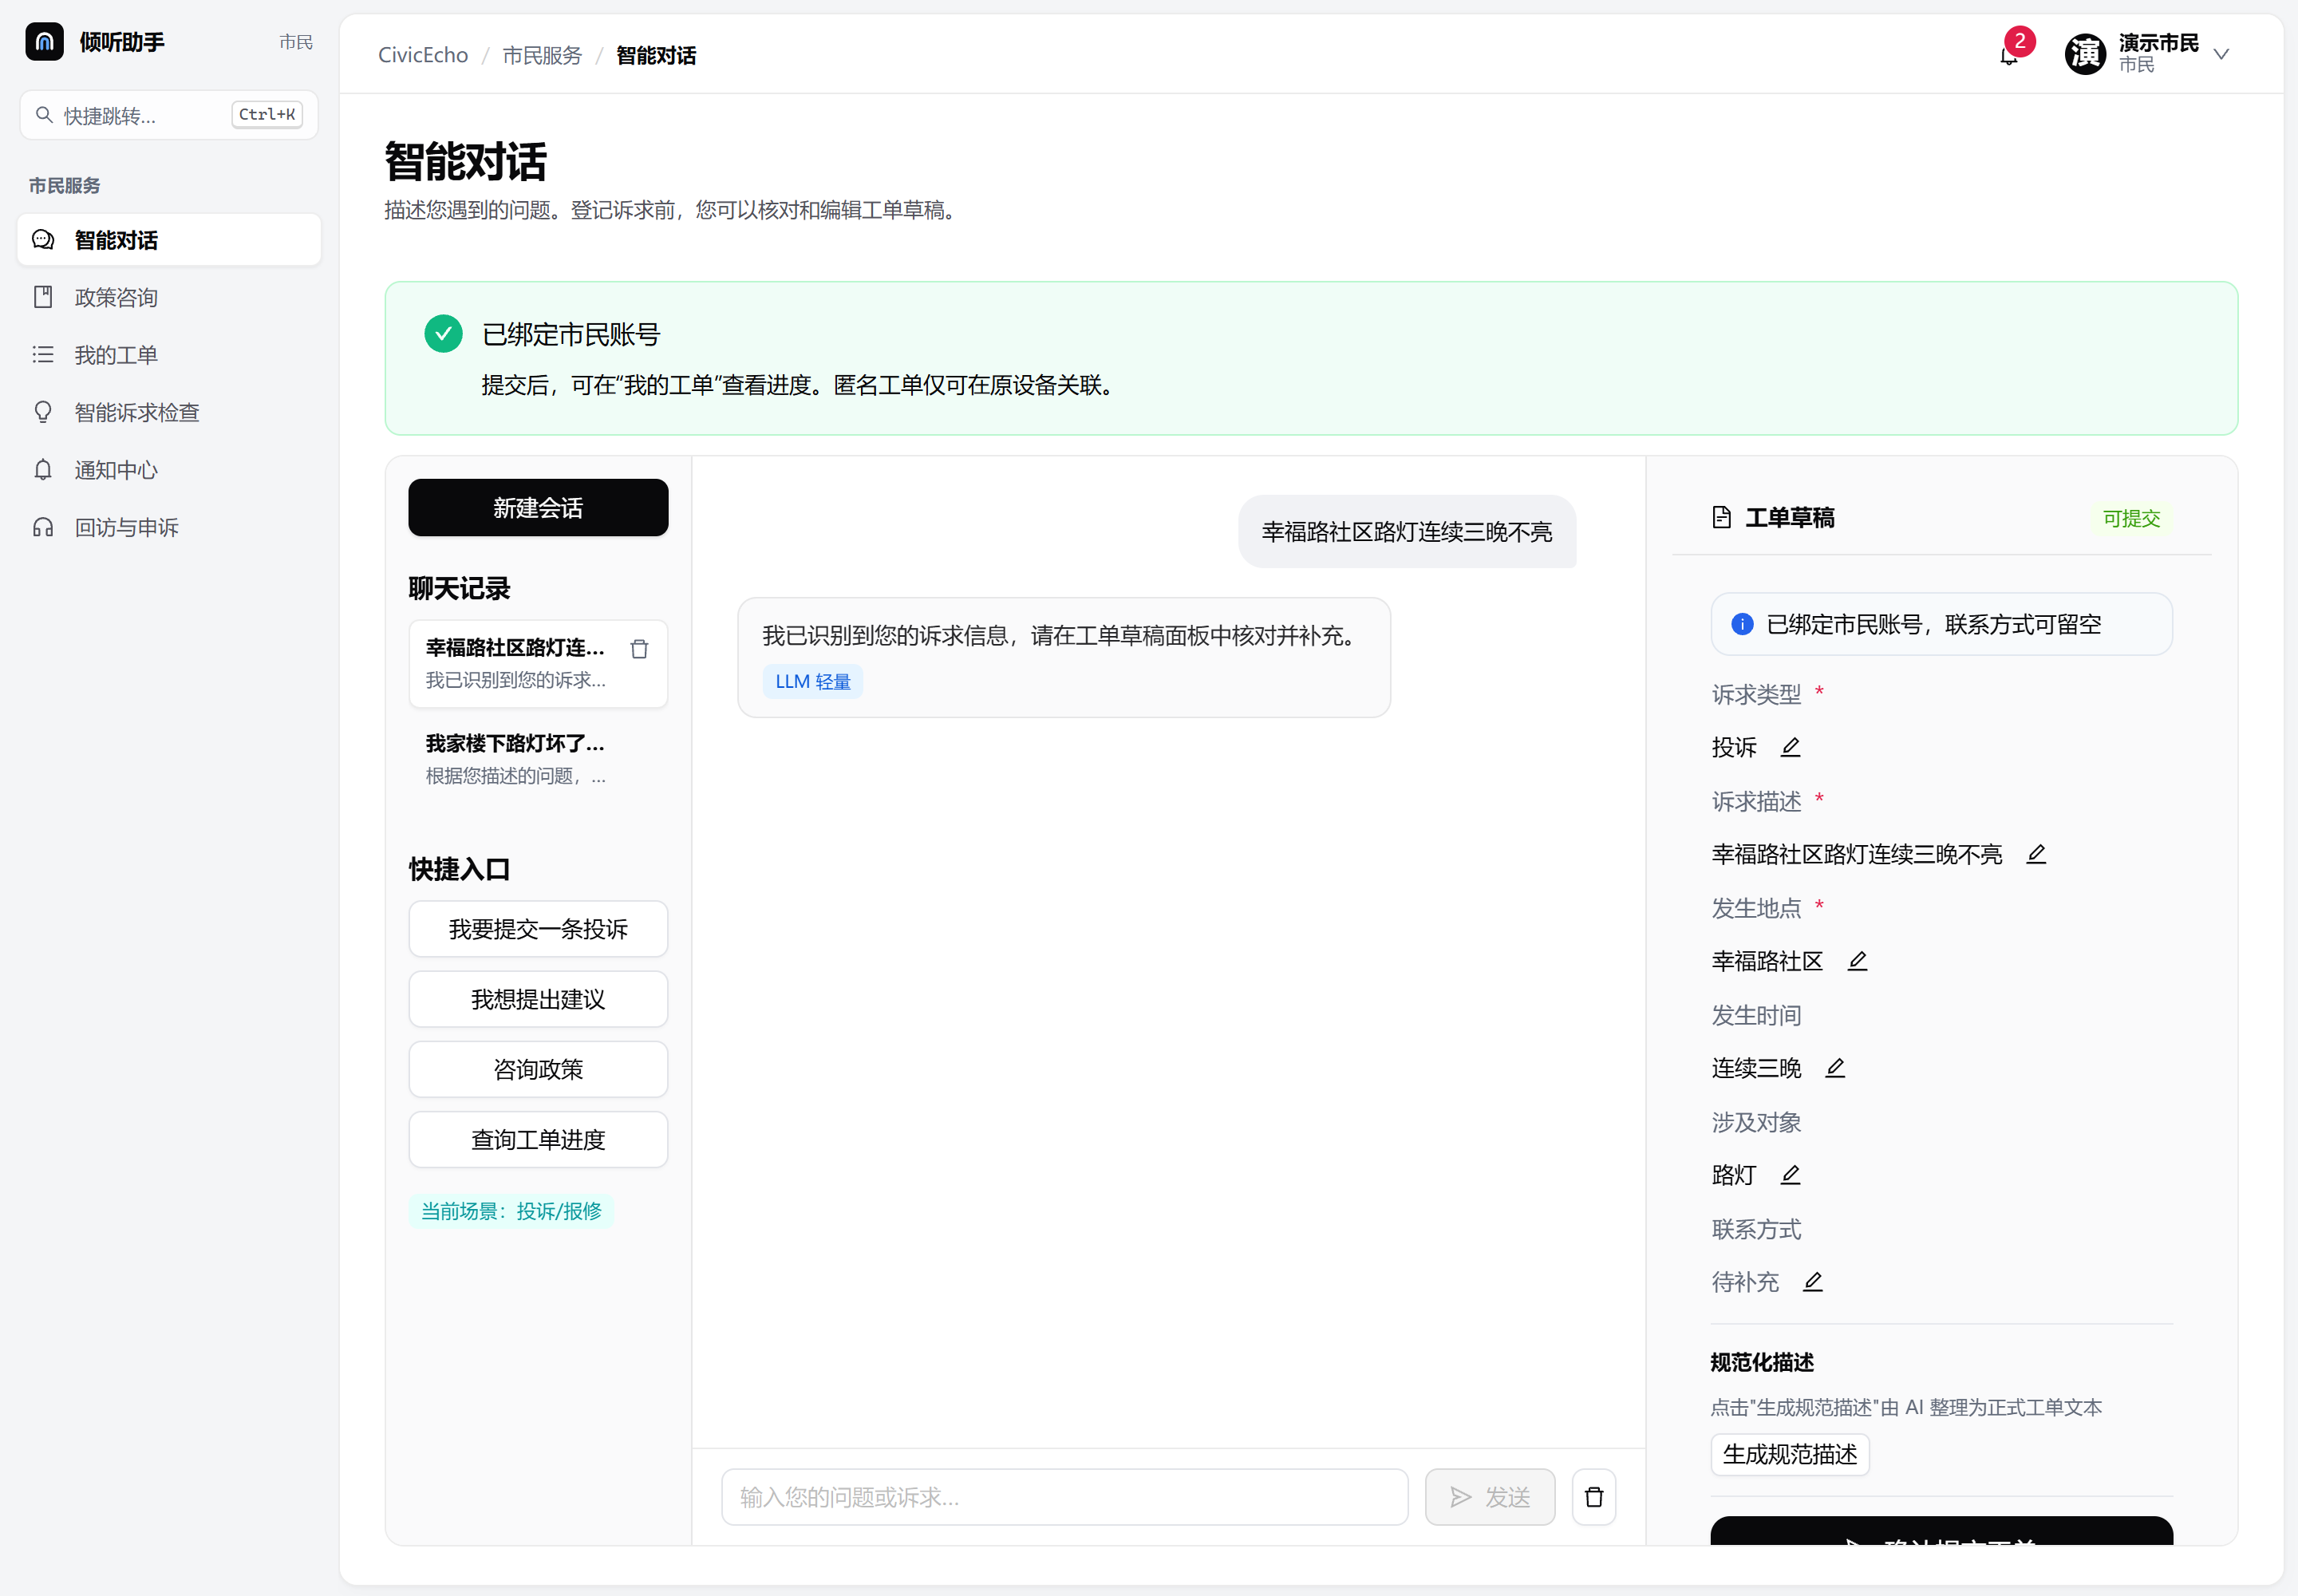 倾听助手
市民
快捷跳转...
Ctrl+K
市民服务
智能对话
政策咨询
我的工单
智能诉求检查
通知中心
回访与申诉
CivicEcho / 市民服务 / 智能对话
2
演
演示市民
市民
智能对话
描述您遇到的问题。登记诉求前，您可以核对和编辑工单草稿。
已绑定市民账号
提交后，可在“我的工单”查看进度。匿名工单仅可在原设备关联。
新建会话
聊天记录
幸福路社区路灯连...
我已识别到您的诉求...
我家楼下路灯坏了...
根据您描述的问题，...
快捷入口
我要提交一条投诉
我想提出建议
咨询政策
查询工单进度
当前场景：投诉/报修
幸福路社区路灯连续三晚不亮
我已识别到您的诉求信息，请在工单草稿面板中核对并补充。
LLM 轻量
输入您的问题或诉求...
发送
工单草稿
可提交
已绑定市民账号，联系方式可留空
诉求类型 *
投诉
诉求描述 *
幸福路社区路灯连续三晚不亮
发生地点 *
幸福路社区
发生时间
连续三晚
涉及对象
路灯
联系方式
待补充
规范化描述
点击"生成规范描述"由 AI 整理为正式工单文本
生成规范描述